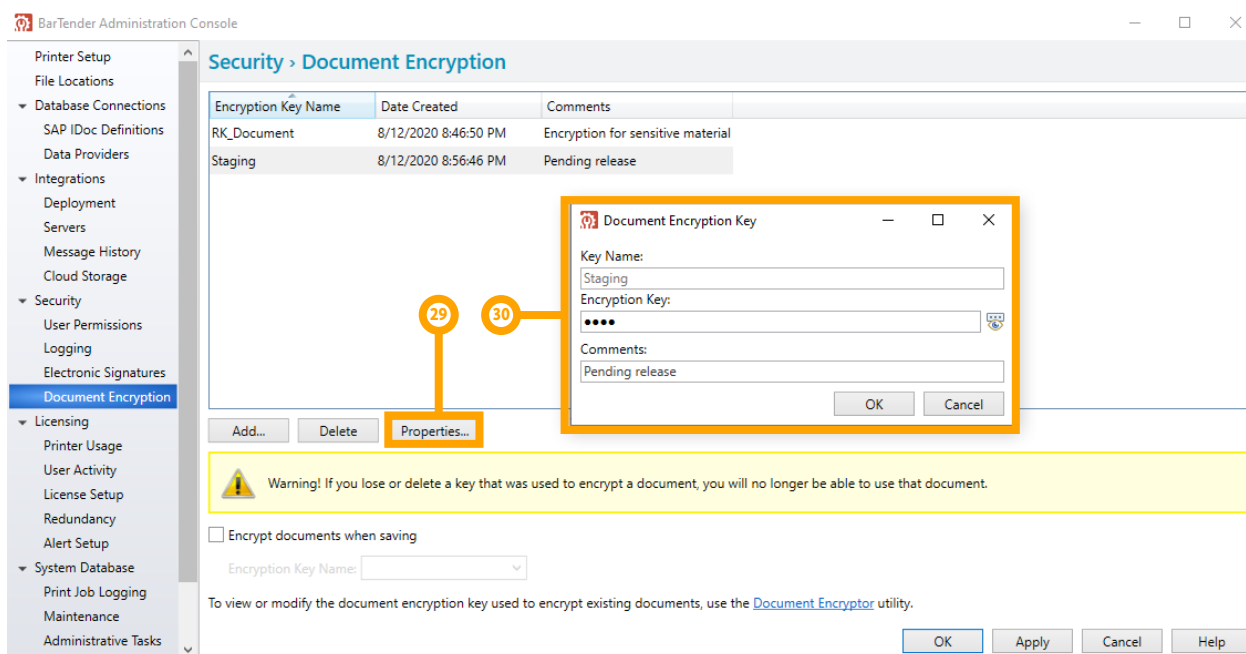 BarTender Administration Console
Printer Setup
File Locations
Database Connections
SAP IDoc Definitions
Data Providers
Integrations
Deployment
Servers
Message History
Cloud Storage
Security
User Permissions
Logging
Electronic Signatures
Document Encryption
Licensing
Printer Usage
User Activity
License Setup
Redundancy
Alert Setup
System Database
Print Job Logging
Maintenance
Administrative Tasks
Security › Document Encryption
Encryption Key Name Date Created Comments
RK_Document 8/12/2020 8:46:50 PM Encryption for sensitive material
Staging 8/12/2020 8:56:46 PM Pending release
29
30
Document Encryption Key
Key Name:
Staging
Encryption Key:
●●●●
Comments:
Pending release
OK Cancel
Add... Delete Properties...
Warning! If you lose or delete a key that was used to encrypt a document, you will no longer be able to use that document.
Encrypt documents when saving
Encryption Key Name:
To view or modify the document encryption key used to encrypt existing documents, use the Document Encryptor utility.
OK Apply Cancel Help